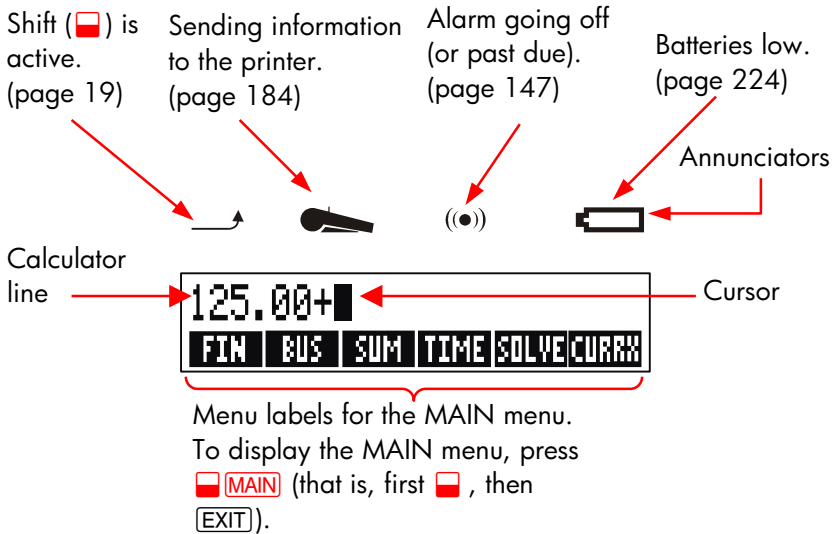 Shift ( ) is
active.
(page 19)
Sending information
to the printer.
(page 184)
Alarm going off
(or past due).
(page 147)
Batteries low.
(page 224)
Annunciators
Calculator
line
125.00+
Cursor
FIN BUS SUM TIME SOLVE CURRX
Menu labels for the MAIN menu.
To display the MAIN menu, press
MAIN (that is, first , then
EXIT).